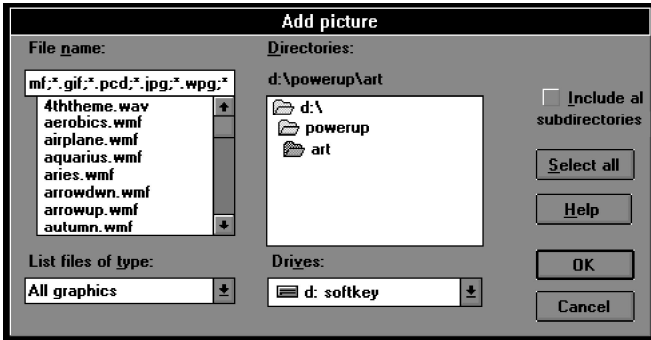 Add picture
File name:
mf;*.gif;*.pcd;*.jpg;*.wpg;*
4ththeme.wav
aerobics.wmf
airplane.wmf
aquarius.wmf
aries.wmf
arrowdwn.wmf
arrowup.wmf
autumn.wmf
List files of type:
All graphics
Directories:
d:\powerup\art
d:\
powerup
art
Drives:
d: softkey
Include al
subdirectories
Select all
Help
OK
Cancel